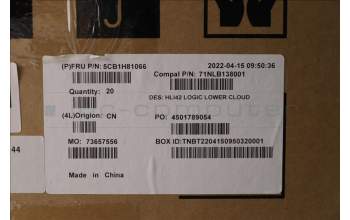 (P)FRU P/N: 5CB1H81066
2022-04-15 09:50:36
Compal P/N: 71NLB138001
Quantity: 20
DES: HLI42 LOGIC LOWER CLOUD
(4L)Origion: CN
PO: 4501789054
MO: 73657556
BOX ID: TNBT2204150950320001
Made in China
44